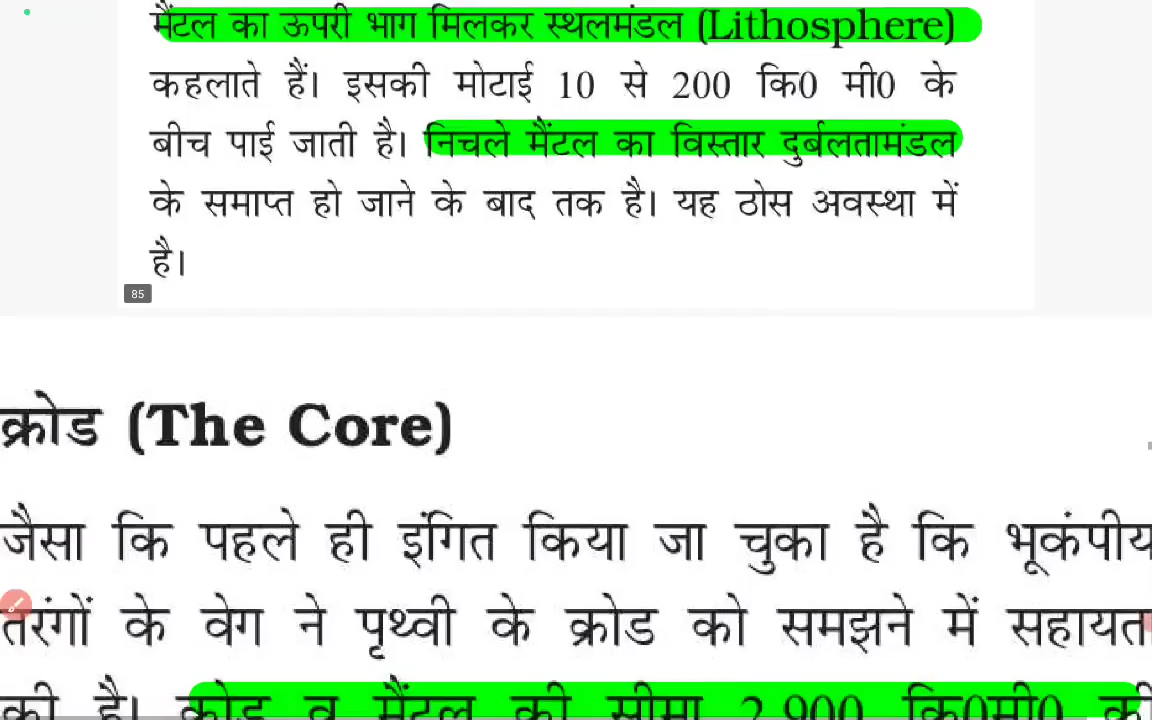 मैंटल का ऊपरी भाग मिलकर स्थलमंडल (Lithosphere)
कहलाते हैं। इसकी मोटाई 10 से 200 कि0 मी0 के
बीच पाई जाती है। निचले मैंटल का विस्तार दुर्बलतामंडल
के समाप्त हो जाने के बाद तक है। यह ठोस अवस्था में
है।
85
क्रोड (The Core)
जैसा कि पहले ही इंगित किया जा चुका है कि भूकंपीय
तरंगों के वेग ने पृथ्वी के क्रोड को समझने में सहायत
की है। क्रोड व मैंटल की सीमा 2,900 कि0मी0 की